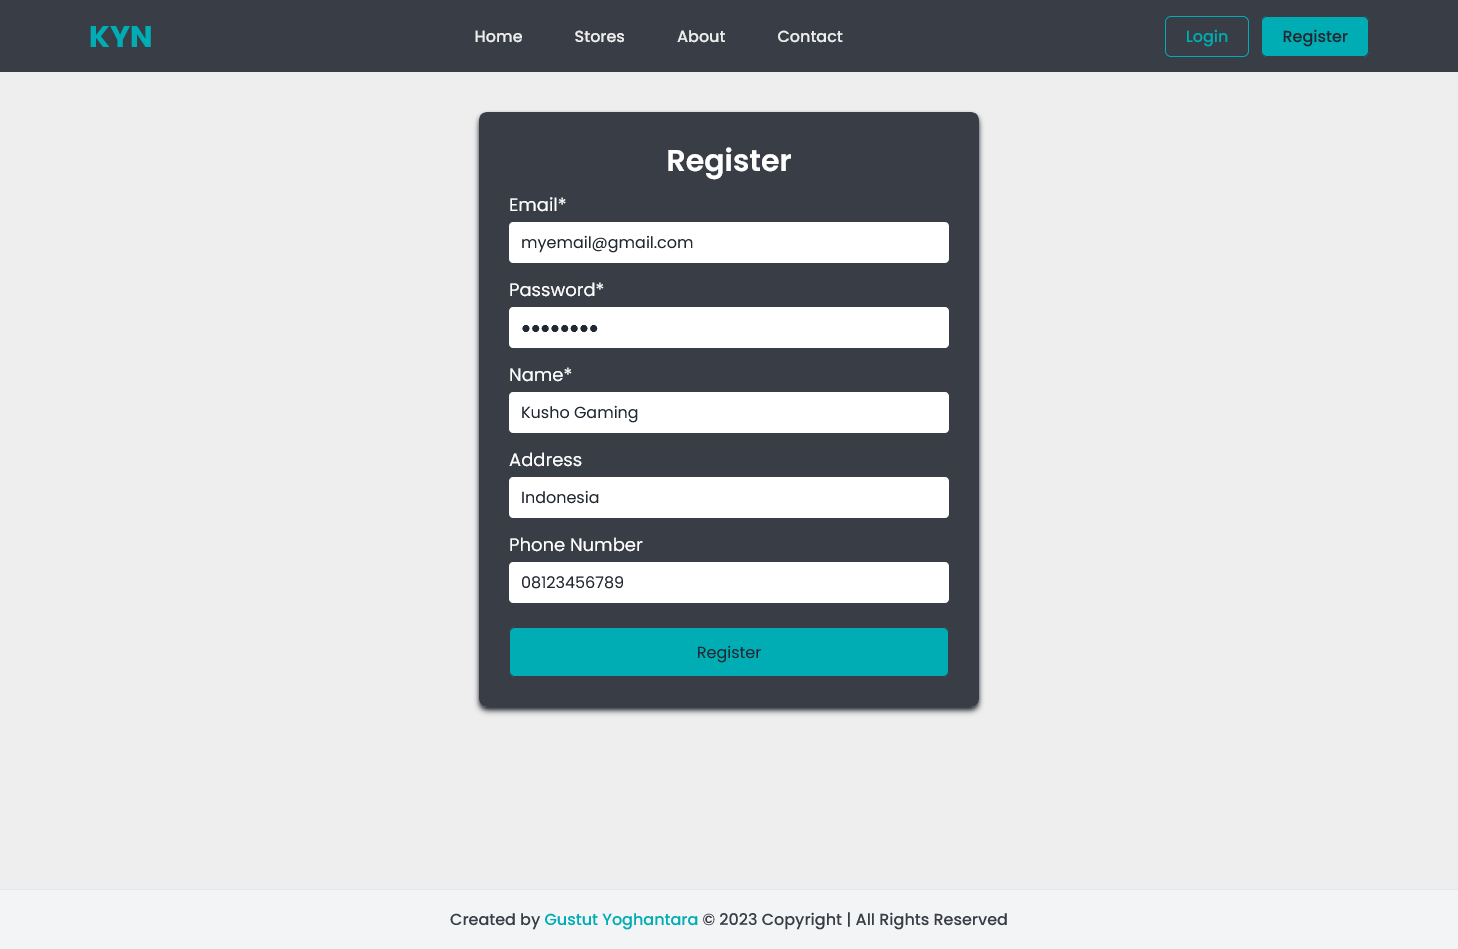 KYN
Home Stores About Contact
Login Register
Register
Email*
myemail@gmail.com
Password*
••••••••
Name*
Kusho Gaming
Address
Indonesia
Phone Number
08123456789
Register
Created by Gustut Yoghantara © 2023 Copyright | All Rights Reserved